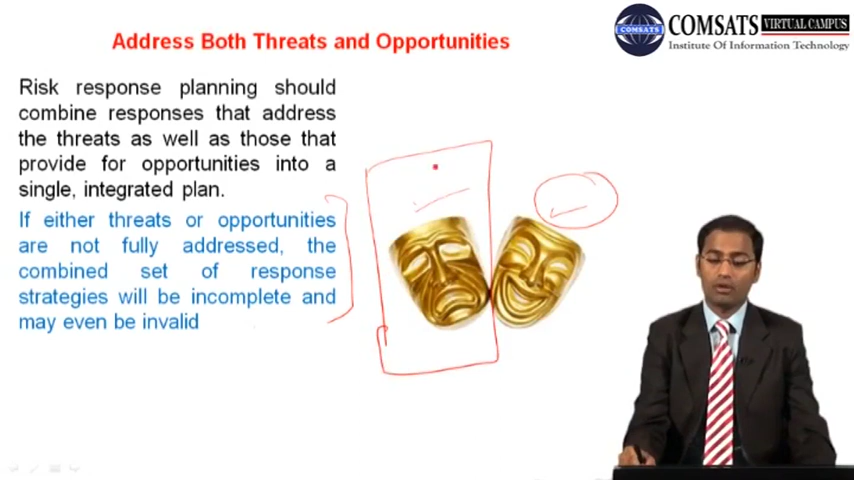 Address Both Threats and Opportunities
COMSATS
COMSATS VIRTUAL CAMPUS
Institute Of Information Technology
Risk response planning should
combine responses that address
the threats as well as those that
provide for opportunities into a
single, integrated plan.
If either threats or opportunities
are not fully addressed, the
combined set of response
strategies will be incomplete and
may even be invalid